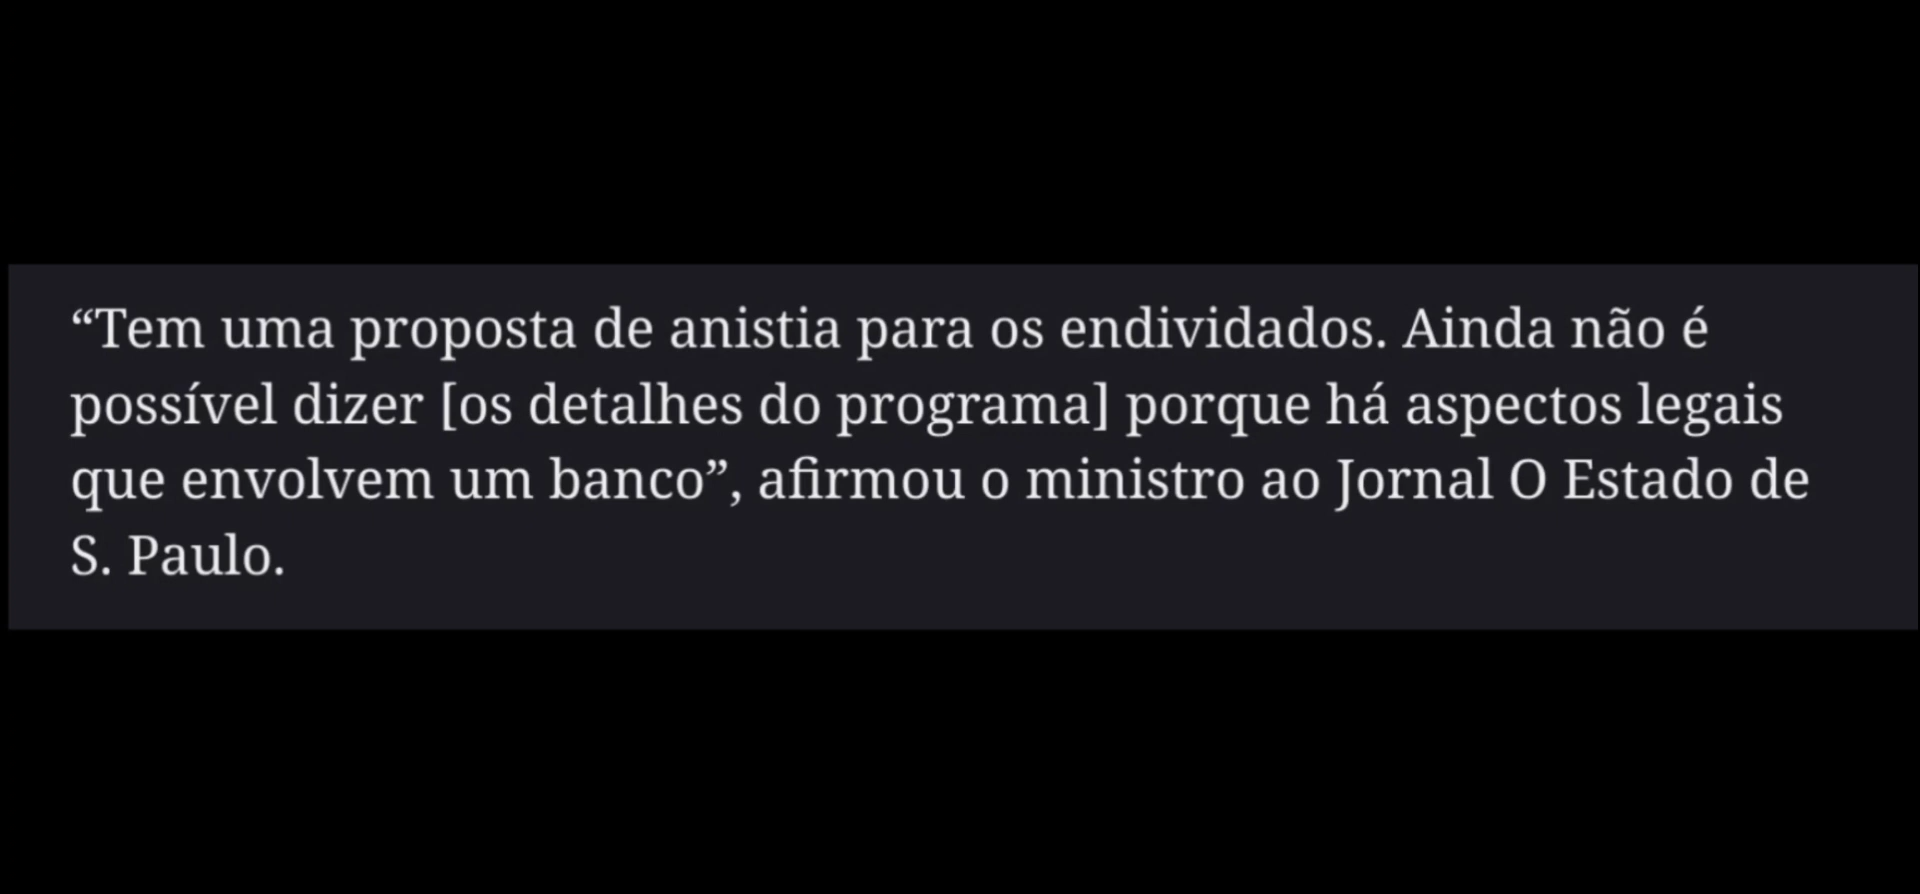 “Tem uma proposta de anistia para os endividados. Ainda não é
possível dizer [os detalhes do programa] porque há aspectos legais
que envolvem um banco”, afirmou o ministro ao Jornal O Estado de
S. Paulo.